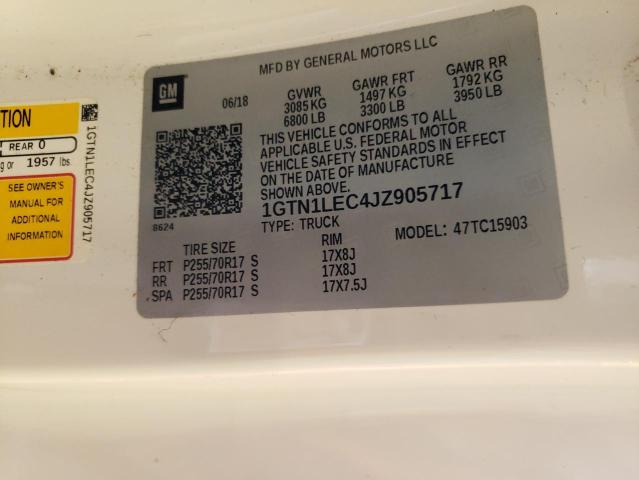 TION
REAR 0
g or 1957 lbs.
SEE OWNER'S
MANUAL FOR
ADDITIONAL
INFORMATION
1GTN1LEC4JZ905717
GM
MFD BY GENERAL MOTORS LLC
06/18
GVWR GAWR FRT GAWR RR
3085 KG 1497 KG 1792 KG
6800 LB 3300 LB 3950 LB
THIS VEHICLE CONFORMS TO ALL
APPLICABLE U.S. FEDERAL MOTOR
VEHICLE SAFETY STANDARDS IN EFFECT
ON THE DATE OF MANUFACTURE
SHOWN ABOVE.
1GTN1LEC4JZ905717
8624
TYPE: TRUCK MODEL: 47TC15903
TIRE SIZE RIM
FRT P255/70R17 S 17X8J
RR P255/70R17 S 17X8J
SPA P255/70R17 S 17X7.5J